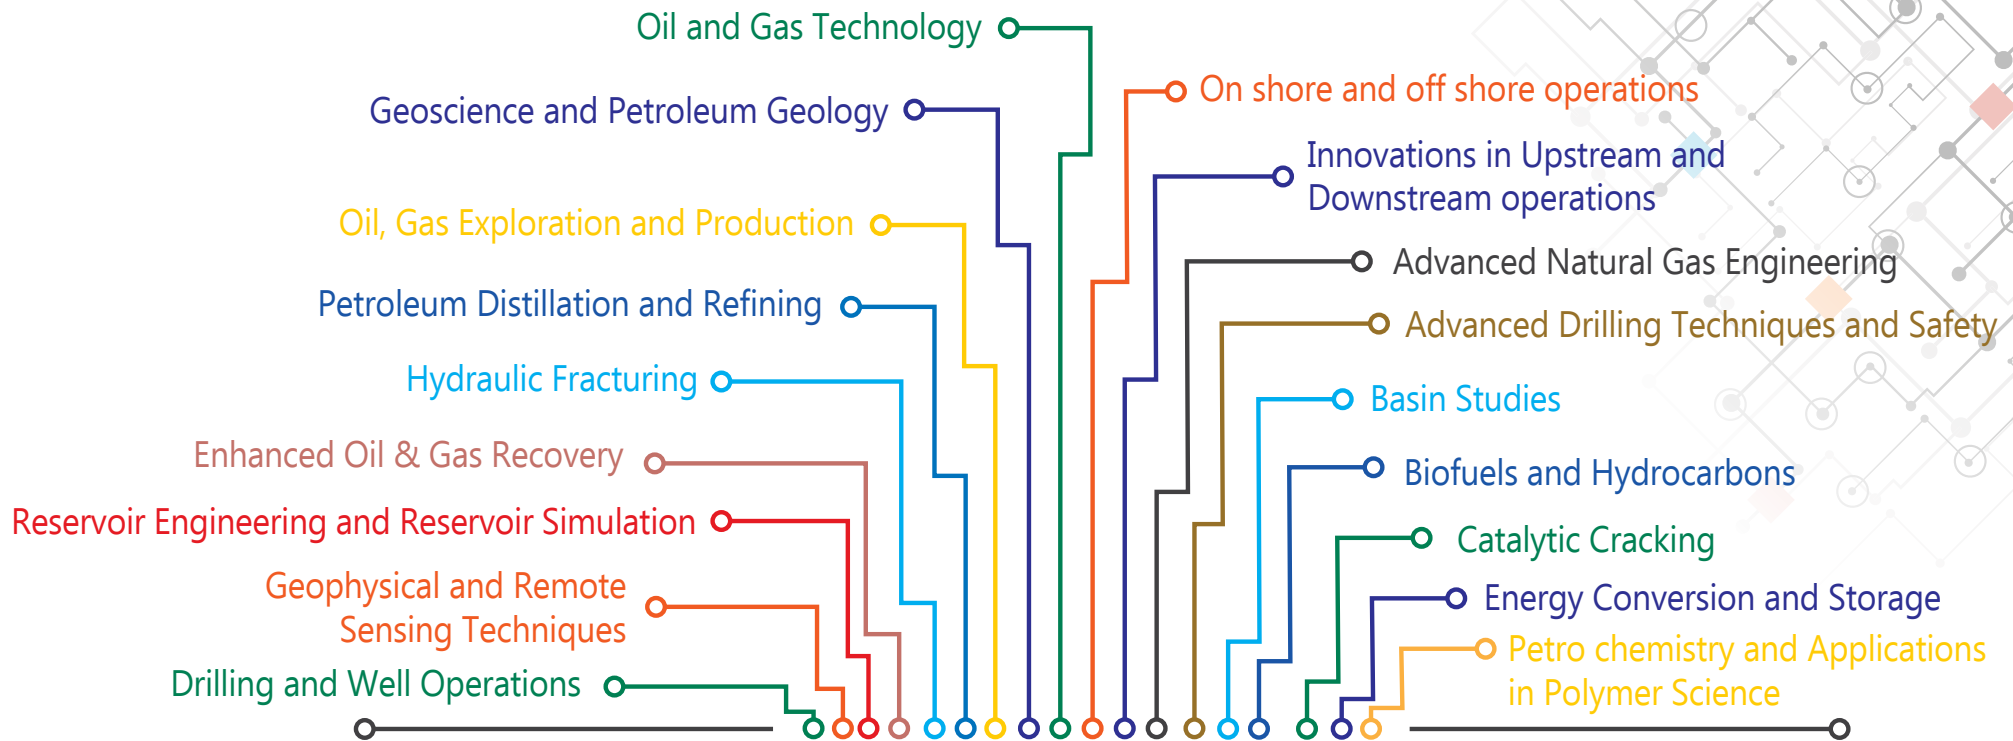 Oil and Gas Technology
Geoscience and Petroleum Geology
Oil, Gas Exploration and Production
Petroleum Distillation and Refining
Hydraulic Fracturing
Enhanced Oil & Gas Recovery
Reservoir Engineering and Reservoir Simulation
Geophysical and Remote
Sensing Techniques
Drilling and Well Operations
On shore and off shore operations
Innovations in Upstream and
Downstream operations
Advanced Natural Gas Engineering
Advanced Drilling Techniques and Safety
Basin Studies
Biofuels and Hydrocarbons
Catalytic Cracking
Energy Conversion and Storage
Petro chemistry and Applications
in Polymer Science